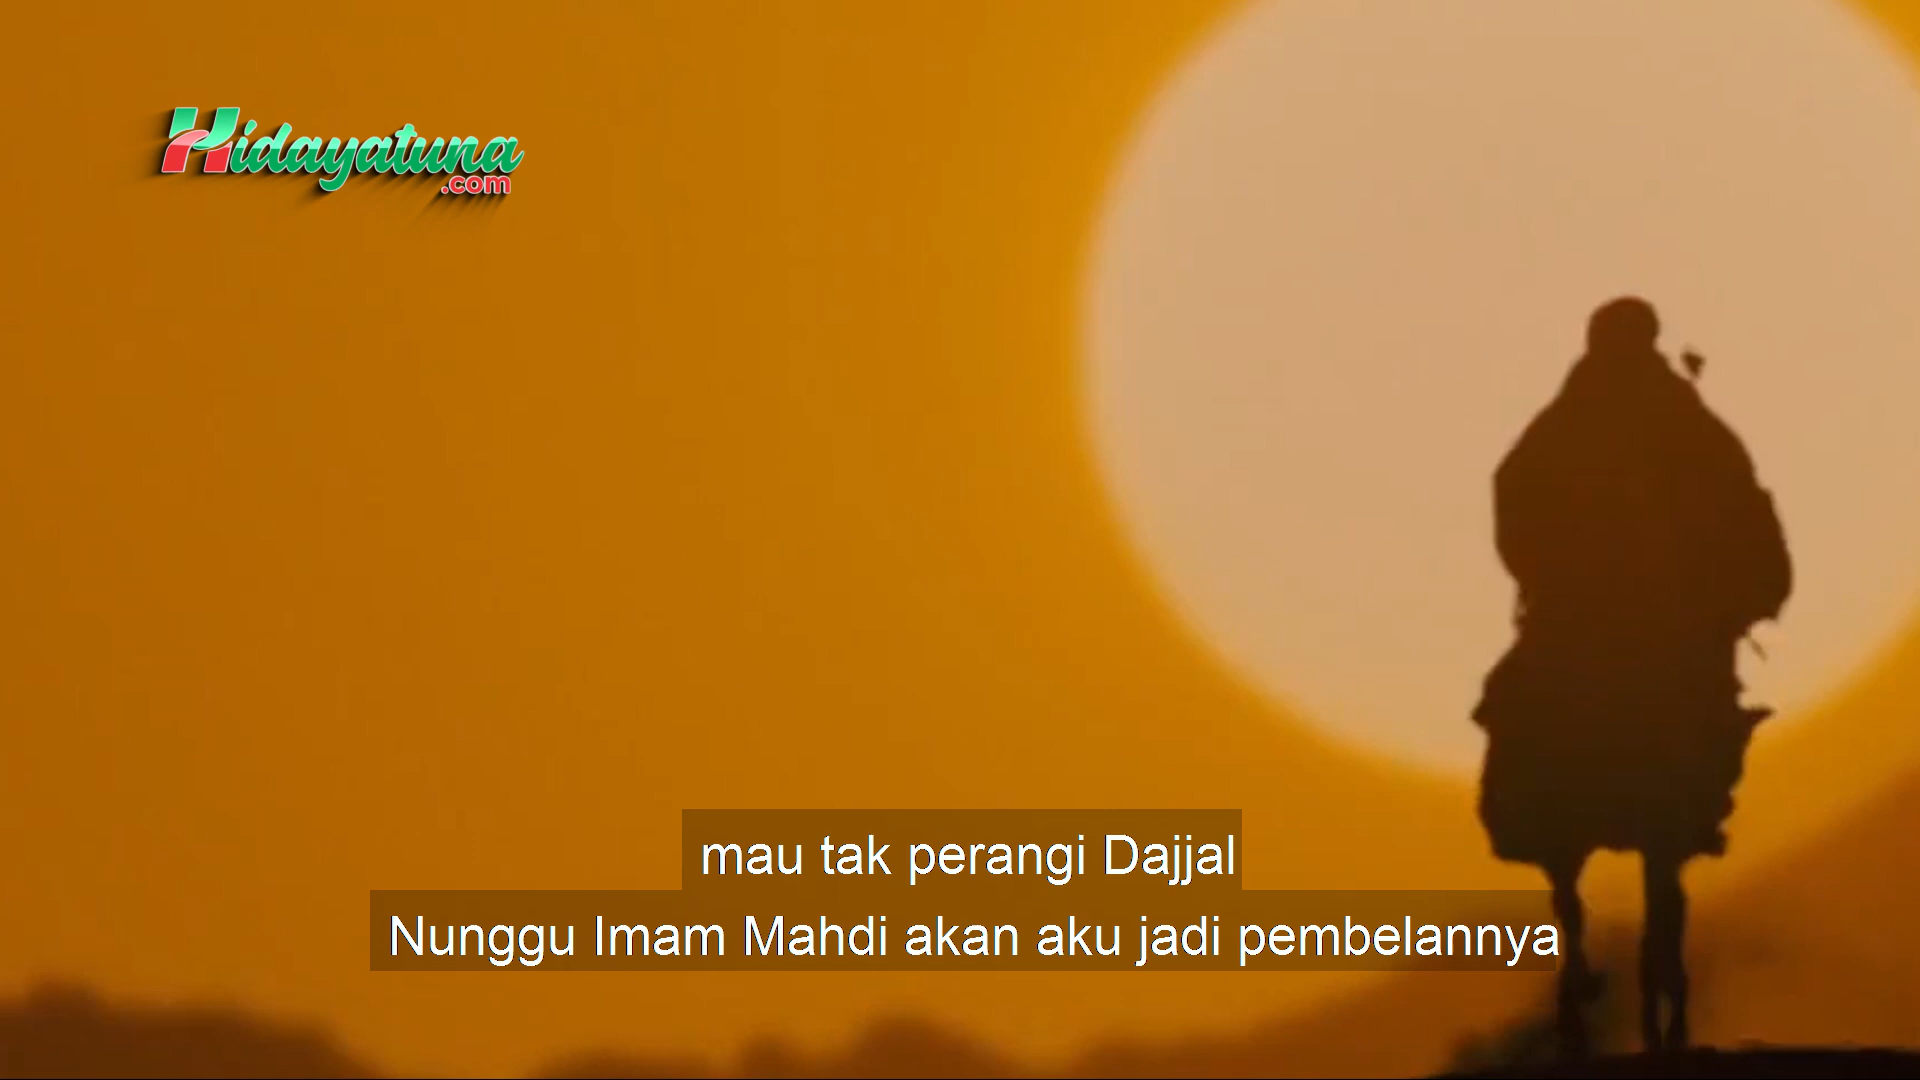 Hidayatuna
.com
mau tak perangi Dajjal
Nunggu Imam Mahdi akan aku jadi pembelannya